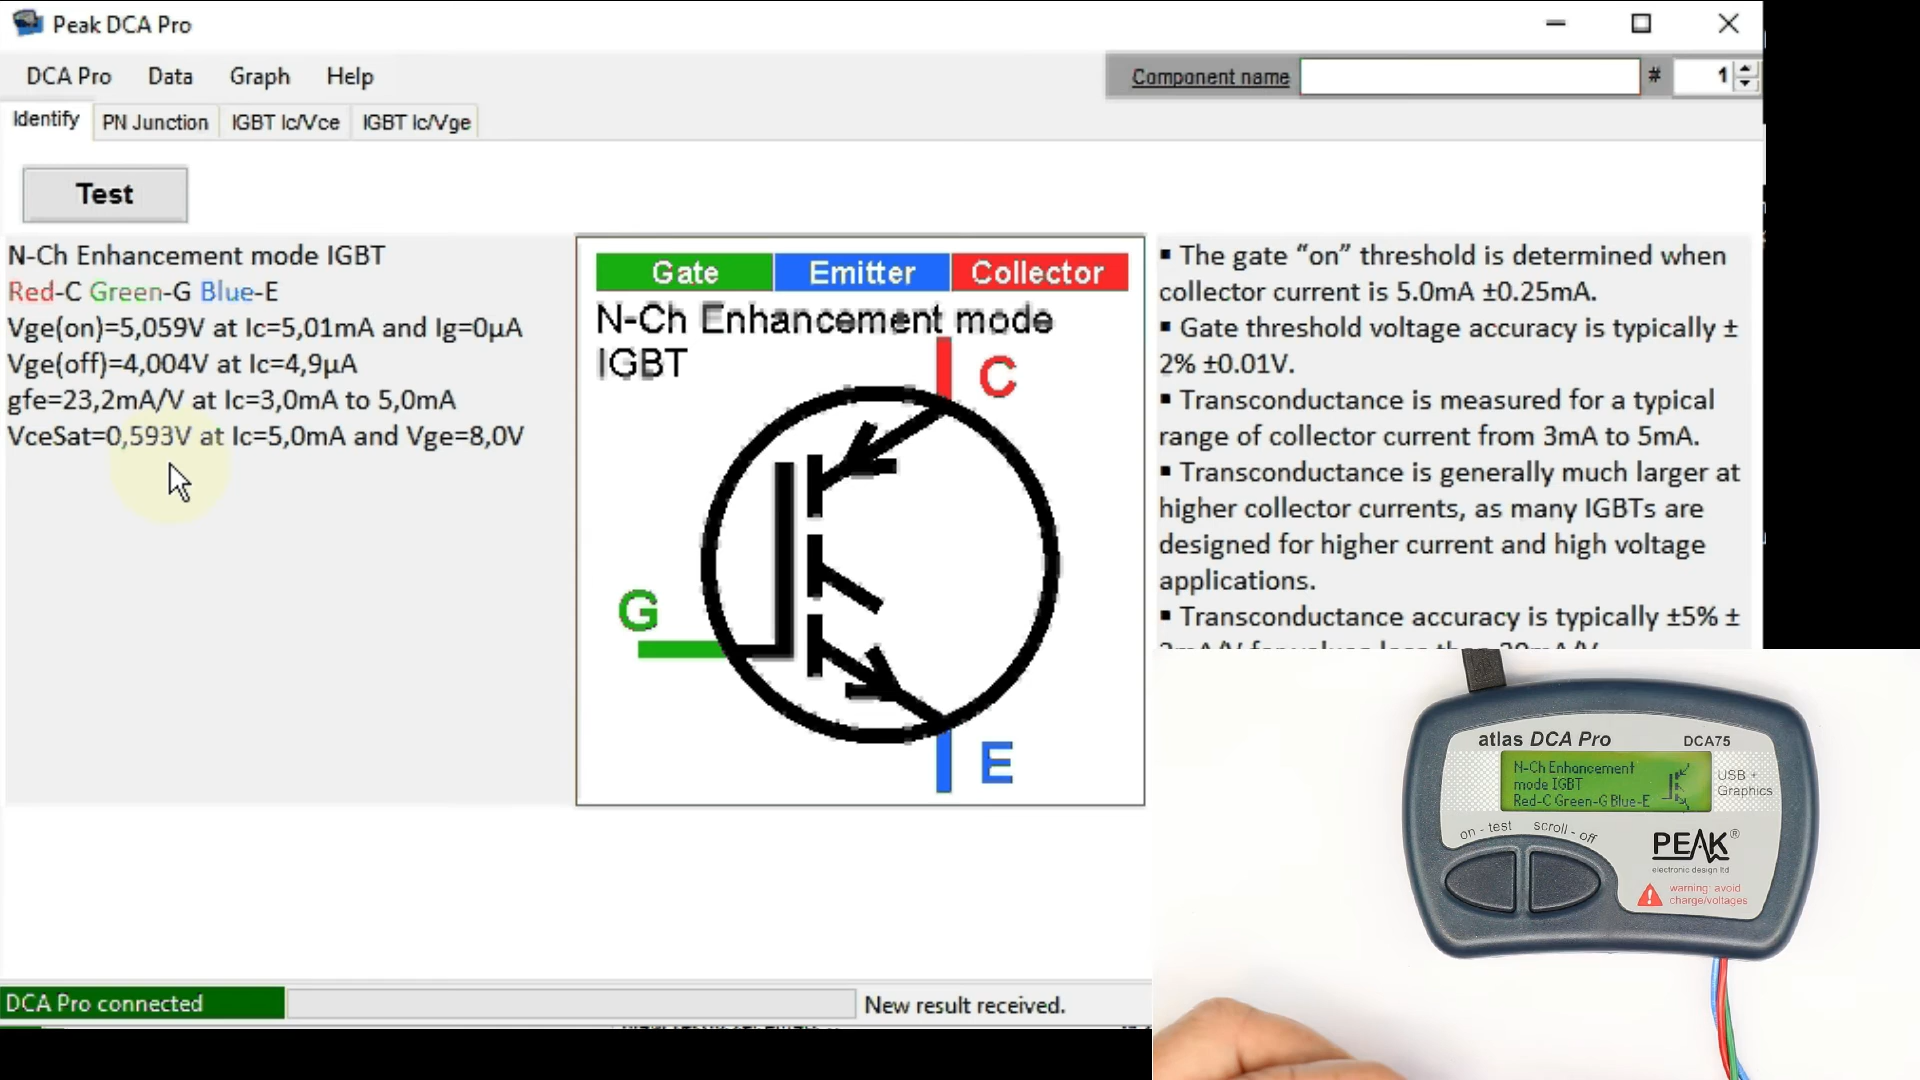 Peak DCA Pro
DCA Pro Data Graph Help
Component name # 1
Identify PN Junction IGBT Ic/Vce IGBT Ic/Vge
Test
N-Ch Enhancement mode IGBT
Red-C Green-G Blue-E
Vge(on)=5,059V at Ic=5,01mA and Ig=0µA
Vge(off)=4,004V at Ic=4,9µA
gfe=23,2mA/V at Ic=3,0mA to 5,0mA
VceSat=0,593V at Ic=5,0mA and Vge=8,0V
Gate Emitter Collector
N-Ch Enhancement mode
IGBT
C
G
E
▪ The gate “on” threshold is determined when
collector current is 5.0mA ±0.25mA.
▪ Gate threshold voltage accuracy is typically ±
2% ±0.01V.
▪ Transconductance is measured for a typical
range of collector current from 3mA to 5mA.
▪ Transconductance is generally much larger at
higher collector currents, as many IGBTs are
designed for higher current and high voltage
applications.
▪ Transconductance accuracy is typically ±5% ±
atlas DCA Pro DCA75
N-Ch Enhancement
mode IGBT
Red-C Green-G Blue-E
USB +
Graphics
on - test scroll - off
PEAK®
electronic design ltd
warning: avoid
charge/voltages
DCA Pro connected
New result received.